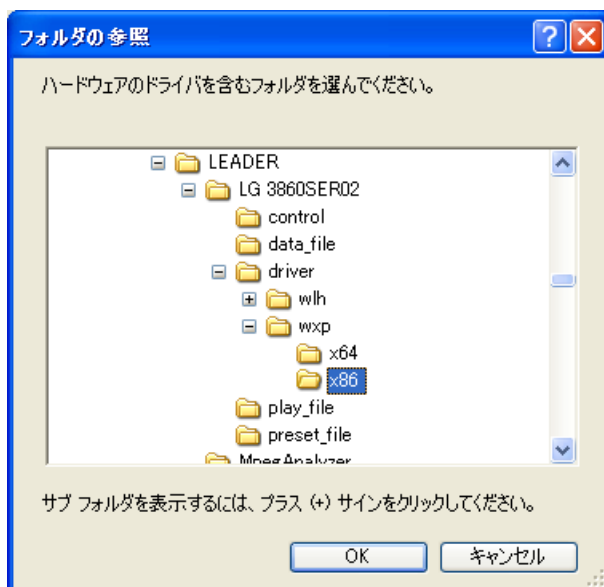 フォルダの参照
ハードウェアのドライバを含むフォルダを選んでください。
LEADER
LG 3860SER02
control
data_file
driver
wlh
wxp
x64
x86
play_file
preset_file
MpegAnalyzer
サブ フォルダを表示するには、プラス (+) サインをクリックしてください。
OK
キャンセル